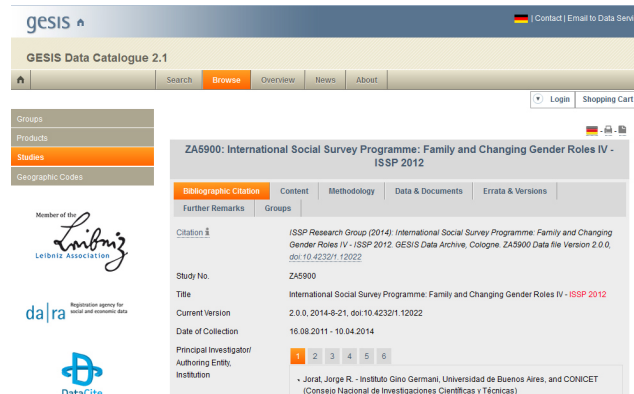 gesis
| Contact | Email to Data Servi
GESIS Data Catalogue 2.1
Search Browse Overview News About
Login Shopping Cart
Groups
Products
Studies
Geographic Codes
ZA5900: International Social Survey Programme: Family and Changing Gender Roles IV -
ISSP 2012
Bibliographic Citation Content Methodology Data & Documents Errata & Versions
Further Remarks Groups
Citation ISSP Research Group (2014): International Social Survey Programme: Family and Changing
Gender Roles IV - ISSP 2012. GESIS Data Archive, Cologne. ZA5900 Data file Version 2.0.0,
doi:10.4232/1.12022
Study No. ZA5900
Title International Social Survey Programme: Family and Changing Gender Roles IV - ISSP 2012
Current Version 2.0.0, 2014-8-21, doi:10.4232/1.12022
Date of Collection 16.08.2011 - 10.04.2014
Principal Investigator/
Authoring Entity,
Institution
1 2 3 4 5 6
Jorat, Jorge R. - Instituto Gino Germani, Universidad de Buenos Aires, and CONICET
(Consejo Nacional de Investigaciones Científicas y Técnicas)
Member of the
Leibniz
Leibniz Association
da|ra Registration agency for
social and economic data
DataCite